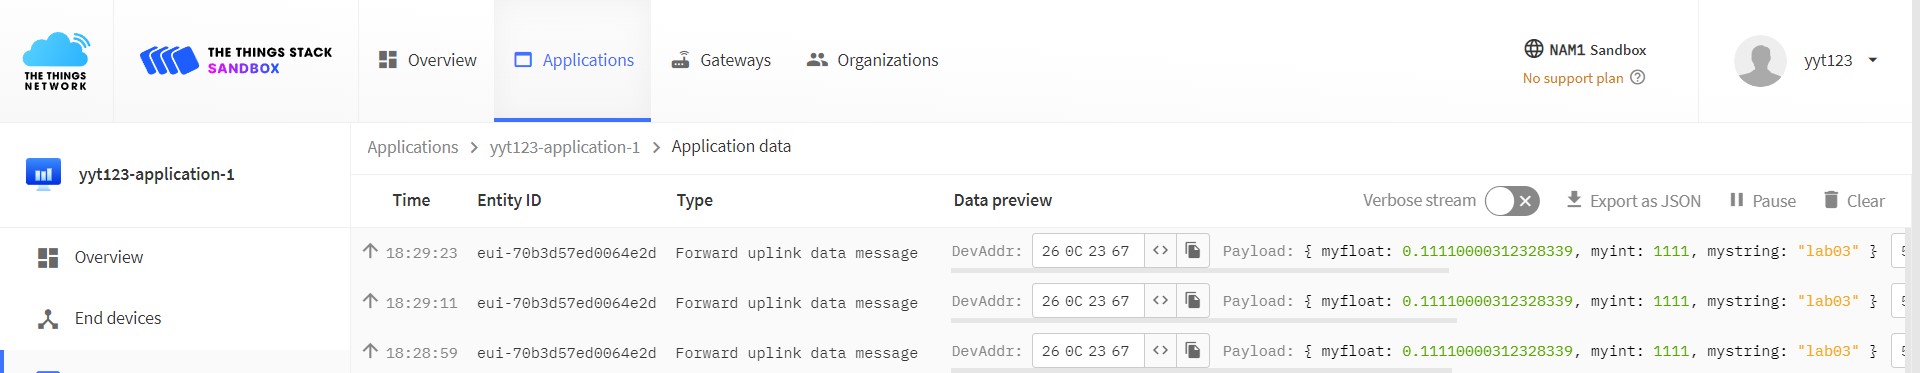 THE THINGS
NETWORK
THE THINGS STACK
SANDBOX
Overview
Applications
Gateways
Organizations
NAM1 Sandbox
No support plan
yyt123
yyt123-application-1
Overview
End devices
Applications > yyt123-application-1 > Application data
Time Entity ID Type Data preview Verbose stream Export as JSON Pause Clear
18:29:23 eui-70b3d57ed0064e2d Forward uplink data message DevAddr: 26 0C 23 67 <> Payload: { myfloat: 0.11110000312328339, myint: 1111, mystring: "lab03" }
18:29:11 eui-70b3d57ed0064e2d Forward uplink data message DevAddr: 26 0C 23 67 <> Payload: { myfloat: 0.11110000312328339, myint: 1111, mystring: "lab03" }
18:28:59 eui-70b3d57ed0064e2d Forward uplink data message DevAddr: 26 0C 23 67 <> Payload: { myfloat: 0.11110000312328339, myint: 1111, mystring: "lab03" }